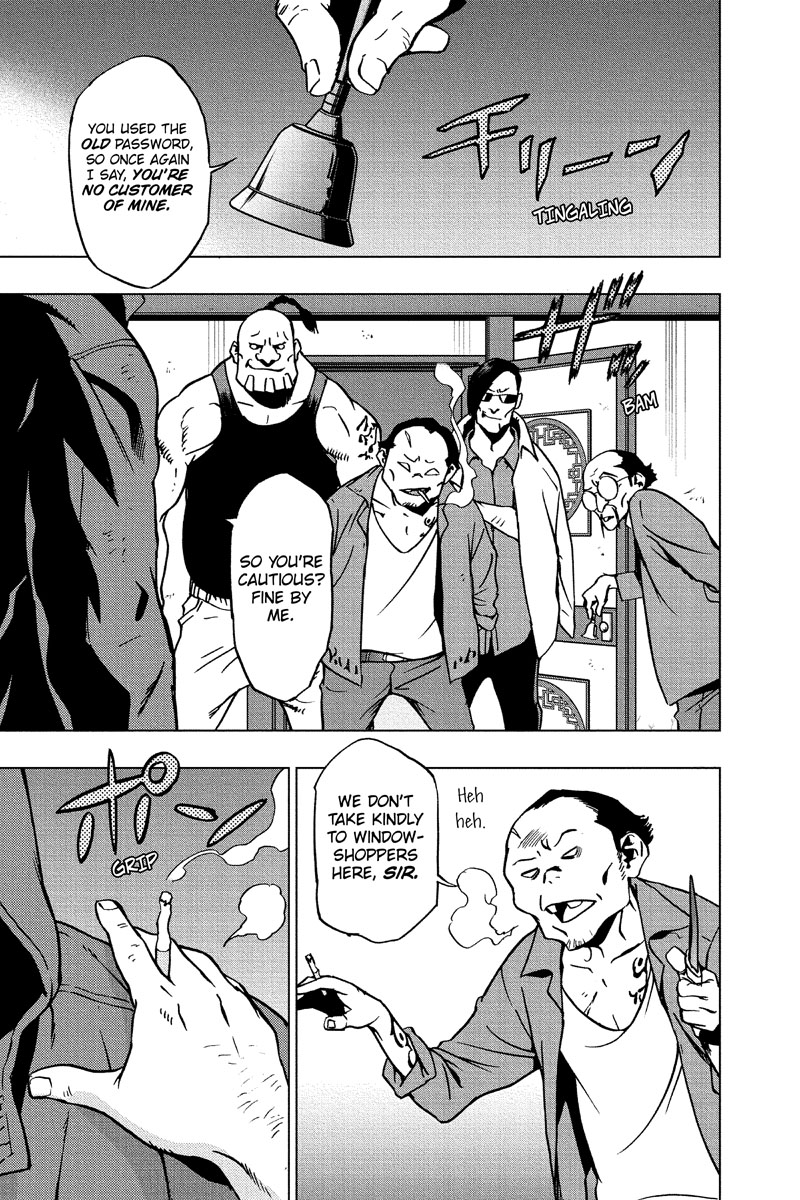 YOU USED THE
OLD PASSWORD,
SO ONCE AGAIN
I SAY, YOU'RE
NO CUSTOMER
OF MINE.
チリーーン
TINGALING
BAM
SO YOU'RE
CAUTIOUS?
FINE BY
ME.
ポーン
GRIP
WE DON'T
TAKE KINDLY
TO WINDOW-
SHOPPERS
HERE, SIR.
Heh
heh.